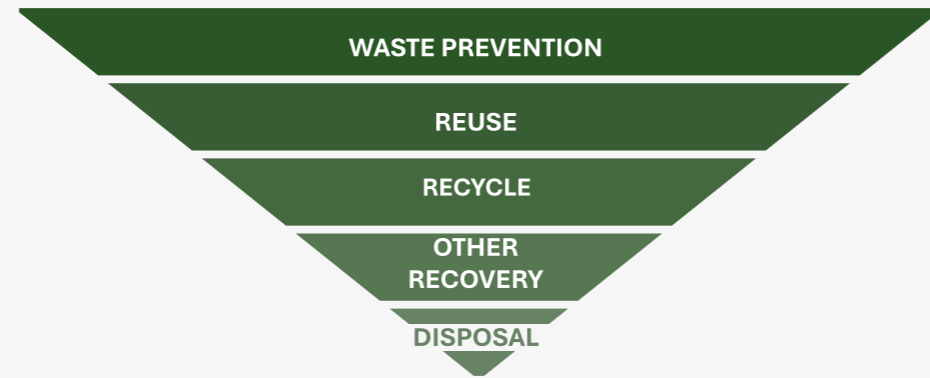 WASTE PREVENTION
REUSE
RECYCLE
OTHER
RECOVERY
DISPOSAL